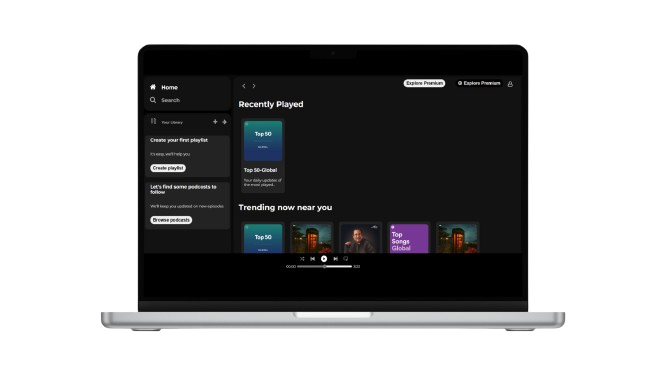 Home
Search
Your Library
Create your first playlist
It's easy, we'll help you
Create playlist
Let's find some podcasts to
follow
We'll keep you updated on new episodes
Browse podcasts
Explore Premium
Explore Premium
Recently Played
Top 50
GLOBAL
Top 50-Global
Your daily updates of
the most played..
Trending now near you
Top 50
Top
Songs
Global
00:00